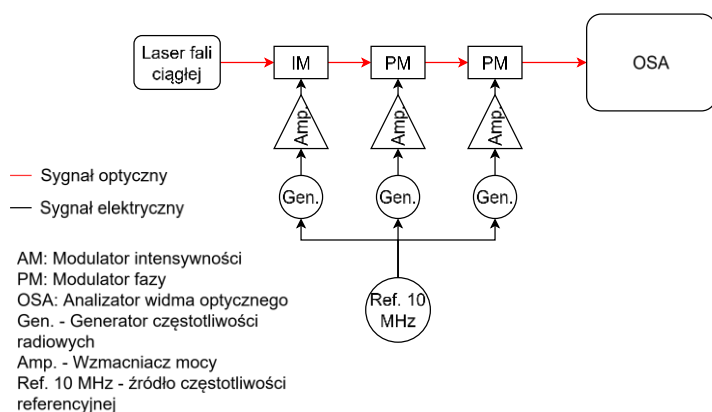 Laser fali
ciągłej
IM
PM
PM
OSA
Amp.
Amp.
Amp.
Gen.
Gen.
Gen.
Sygnał optyczny
Sygnał elektryczny
Ref. 10
MHz
AM: Modulator intensywności
PM: Modulator fazy
OSA: Analizator widma optycznego
Gen. - Generator częstotliwości
radiowych
Amp. - Wzmacniacz mocy
Ref. 10 MHz - źródło częstotliwości
referencyjnej